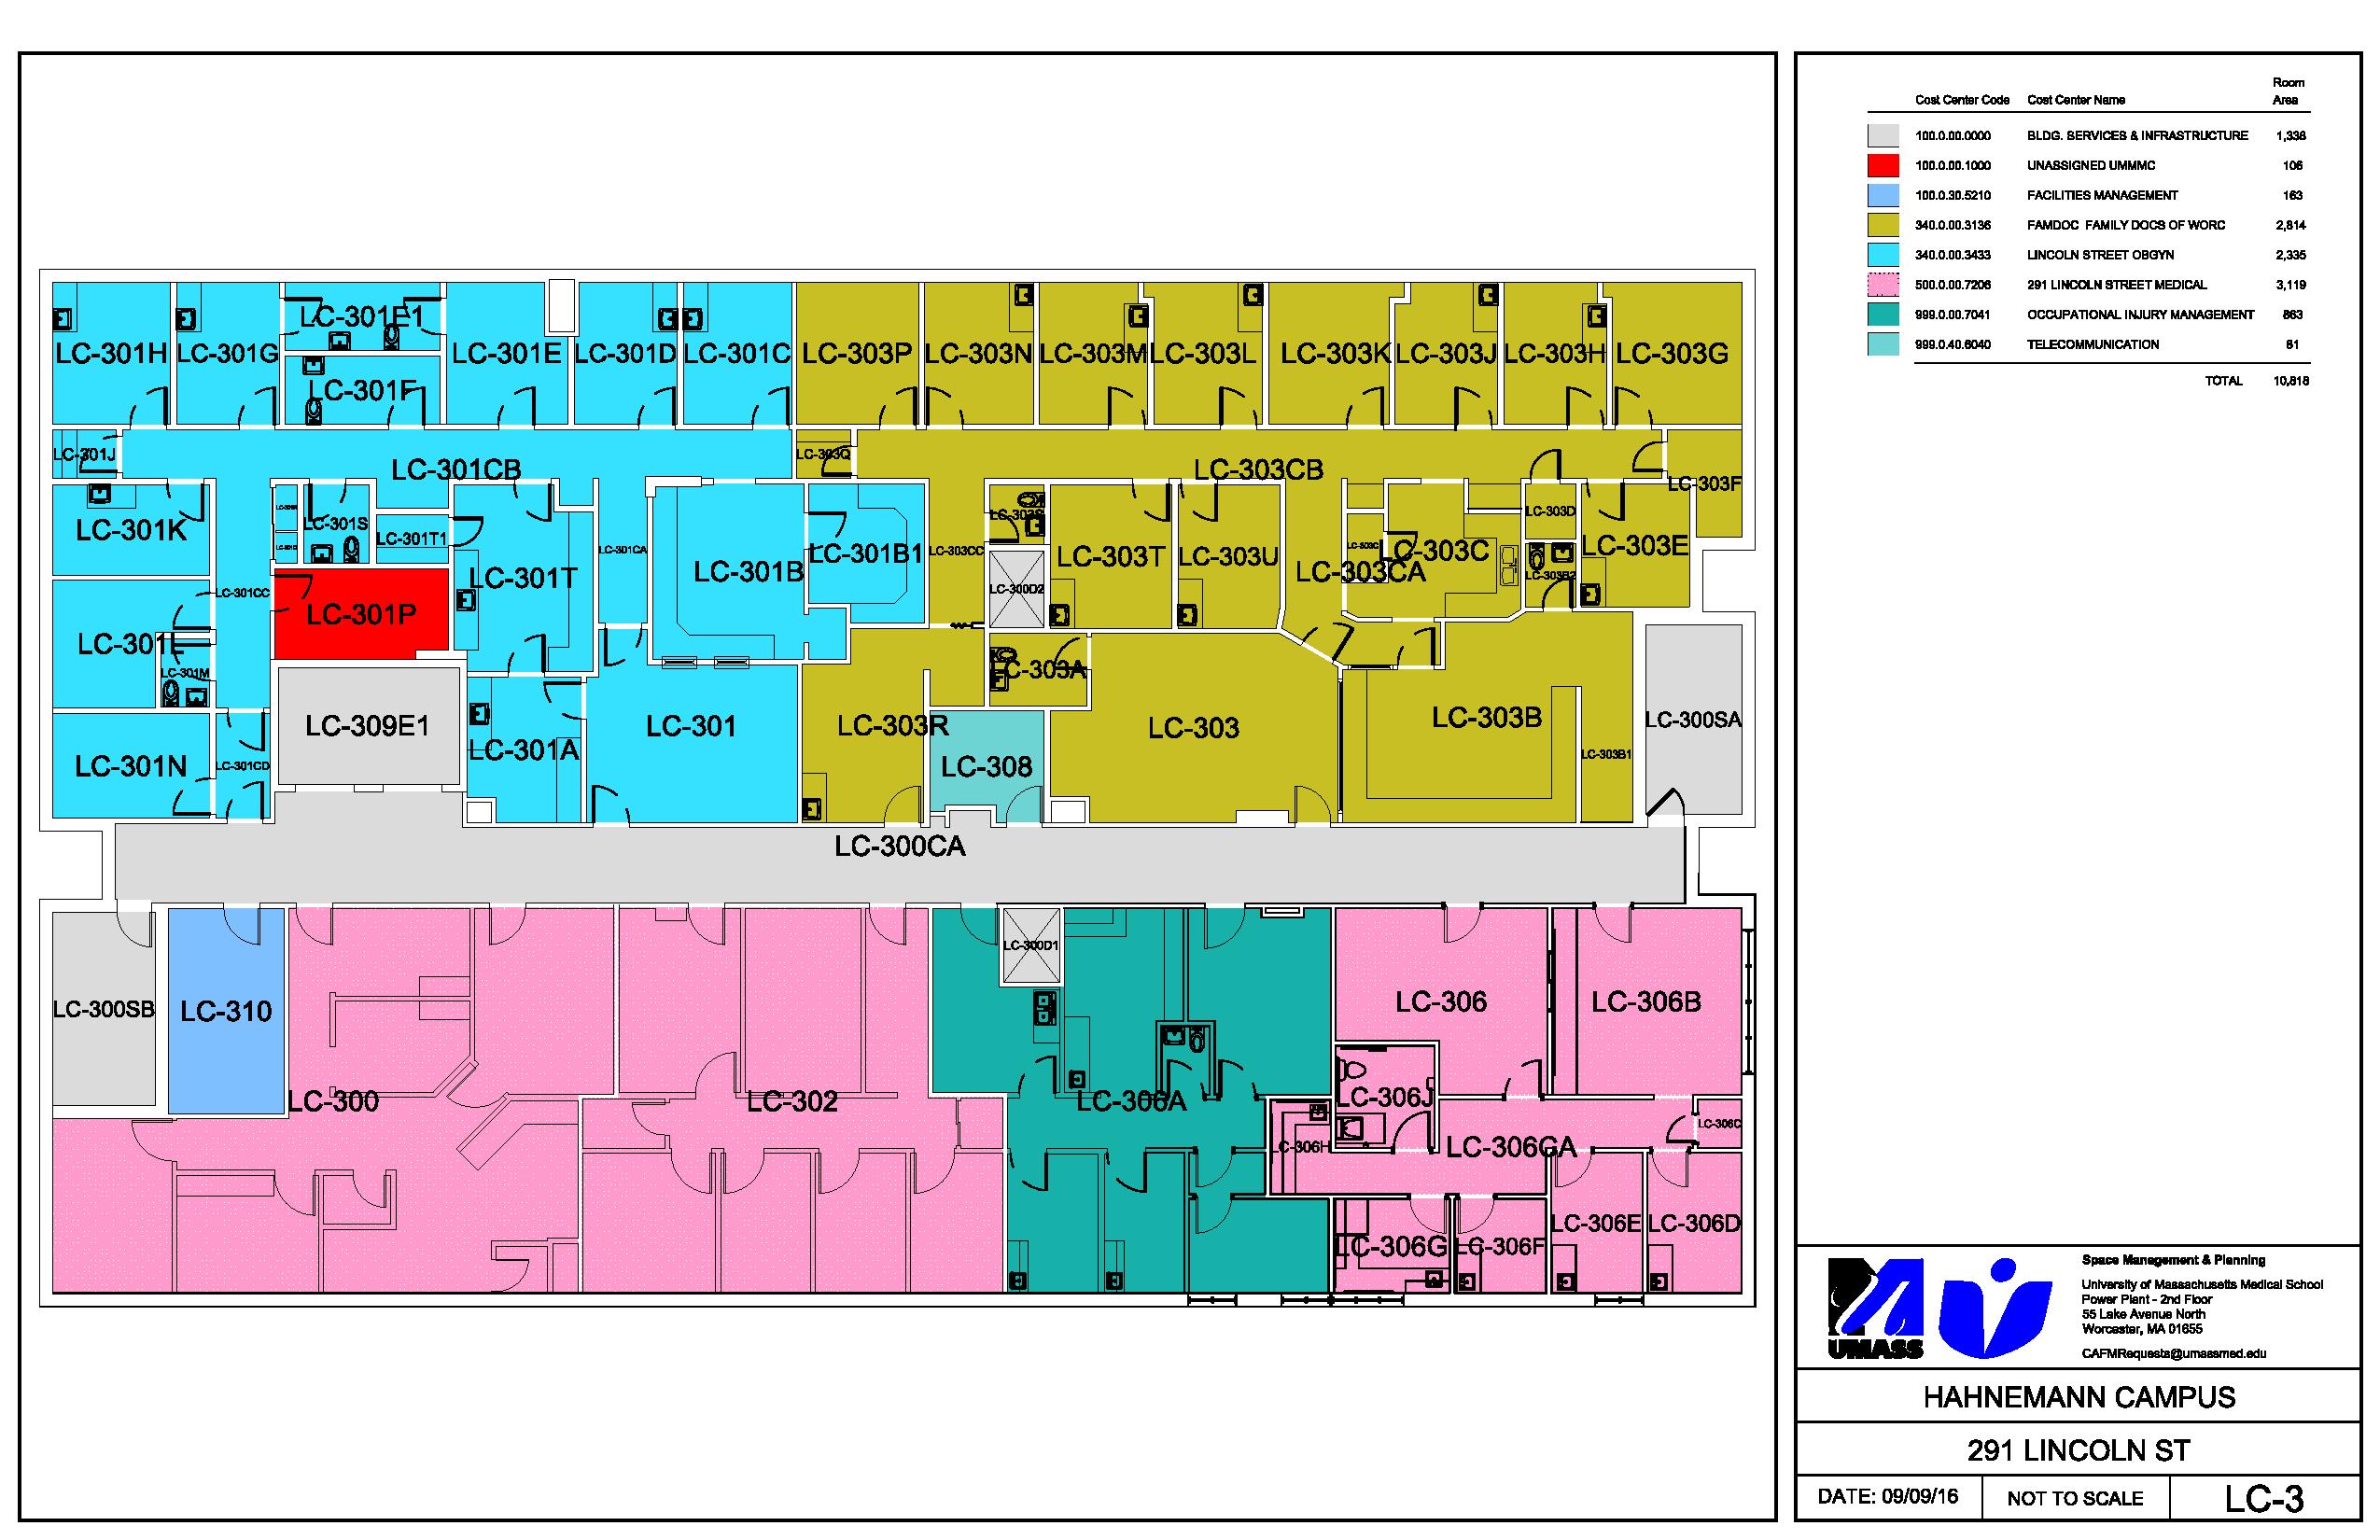 Room
Cost Center Code Cost Center Name Area
100.0.00.0000 BLDG. SERVICES & INFRASTRUCTURE 1,336
100.0.00.1000 UNASSIGNED UMMMC 106
100.0.30.5210 FACILITIES MANAGEMENT 163
340.0.00.3136 FAMDOC FAMILY DOCS OF WORC 2,814
340.0.00.3433 LINCOLN STREET OBGYN 2,335
500.0.00.7206 291 LINCOLN STREET MEDICAL 3,119
999.0.00.7041 OCCUPATIONAL INJURY MANAGEMENT 863
999.0.40.6040 TELECOMMUNICATION 81
TOTAL 10,818
LC-301E1
LC-301H LC-301G LC-301E LC-301D LC-301C LC-303P LC-303N LC-303M LC-303L LC-303K LC-303J LC-303H LC-303G
LC-301F
LC-301J LC-303Q
LC-301CB LC-303CB
LC-303F
LC-301K LC-301S LC-303S LC-303D
LC-301T1 LC-301CA LC-301B1 LC-303CC LC-303T LC-303U LC-303C LC-303E
LC-301T LC-301B LC-303CA LC-303B2
LC-301CC LC-300D2
LC-301P
LC-301L
LC-301M LC-303A
LC-309E1 LC-301 LC-303R LC-303 LC-303B LC-300SA
LC-301A
LC-301N LC-301CD LC-308 LC-303B1
LC-300CA
LC-300D1
LC-300SB LC-310 LC-306 LC-306B
LC-300 LC-302 LC-306A LC-306J
LC-306C
LC-306H LC-306CA
LC-306G LC-306F LC-306E LC-306D
Space Management & Planning
University of Massachusetts Medical School
Power Plant - 2nd Floor
55 Lake Avenue North
Worcester, MA 01655
CAFMRequests@umassmed.edu
UMASS
HAHNEMANN CAMPUS
291 LINCOLN ST
DATE: 09/09/16 NOT TO SCALE LC-3